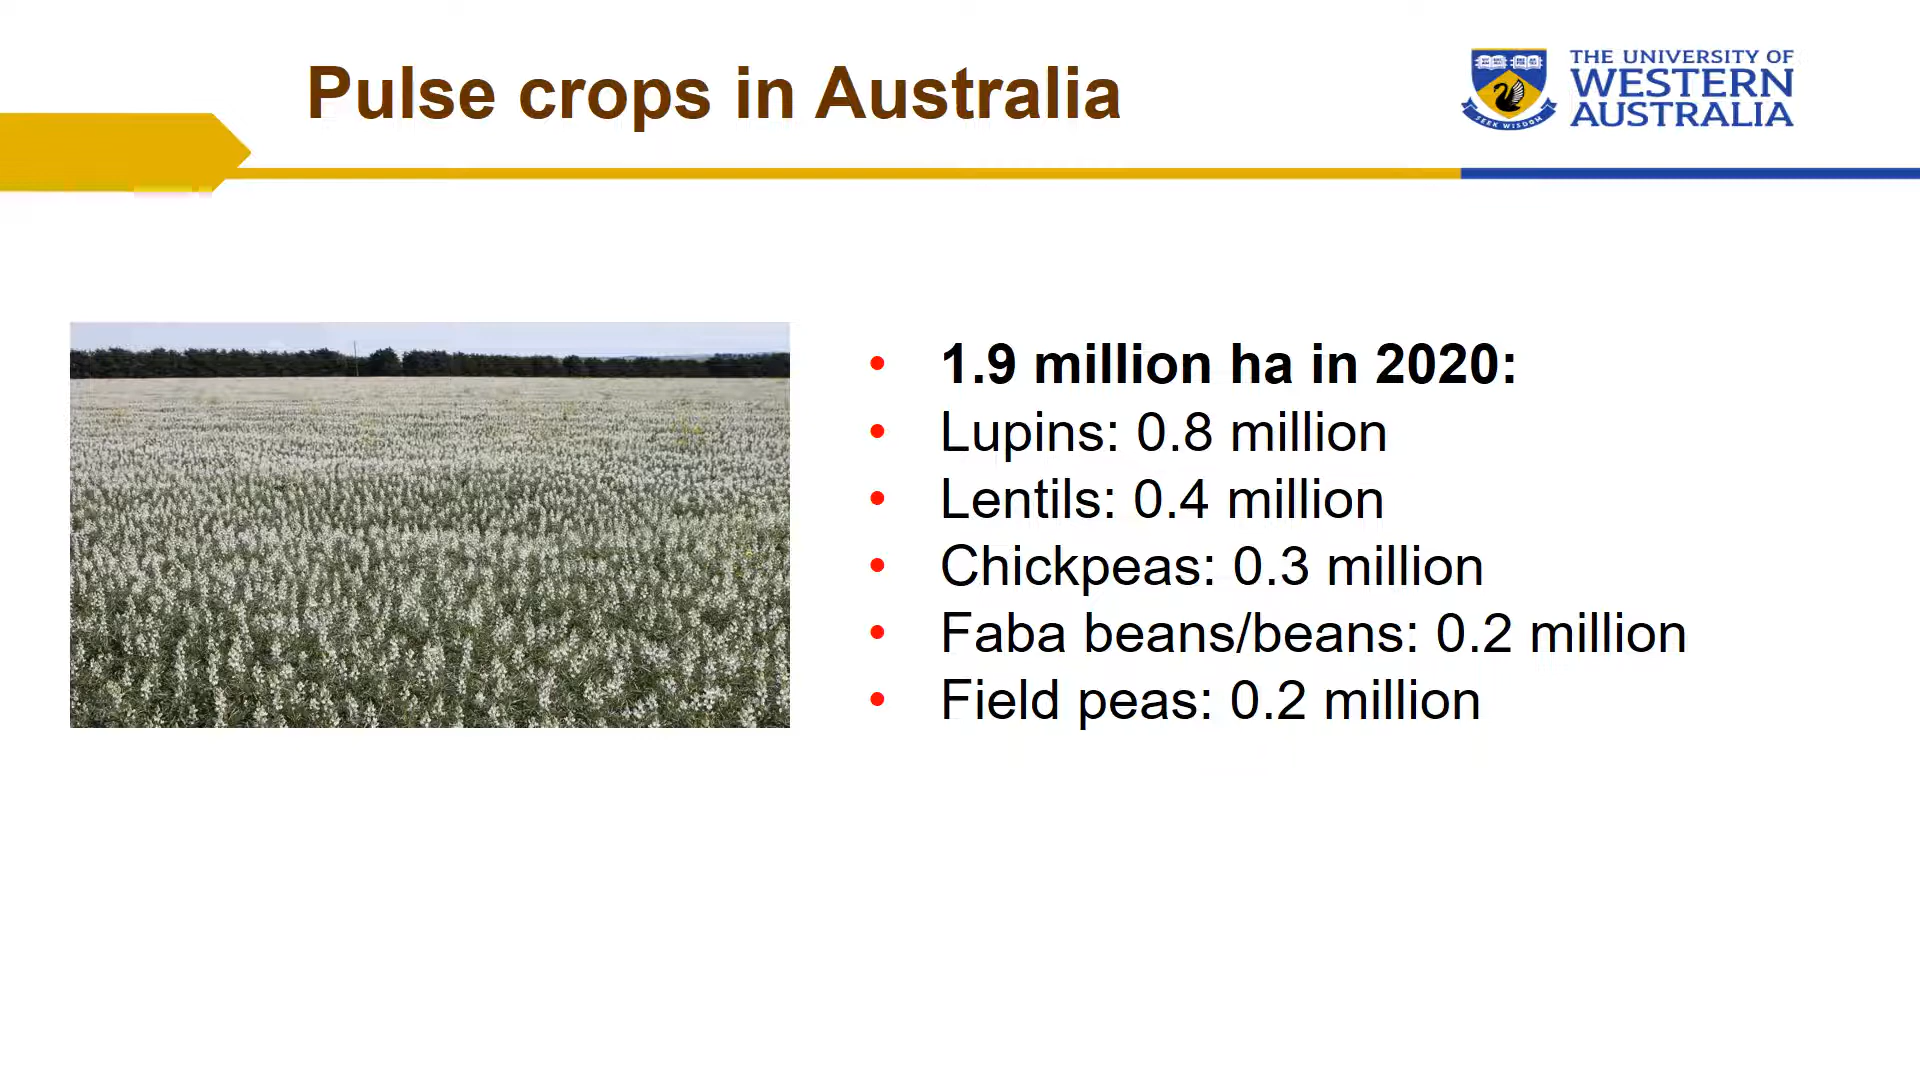 Pulse crops in Australia
THE UNIVERSITY OF
WESTERN
AUSTRALIA
SEEK WISDOM
• 1.9 million ha in 2020:
• Lupins: 0.8 million
• Lentils: 0.4 million
• Chickpeas: 0.3 million
• Faba beans/beans: 0.2 million
• Field peas: 0.2 million